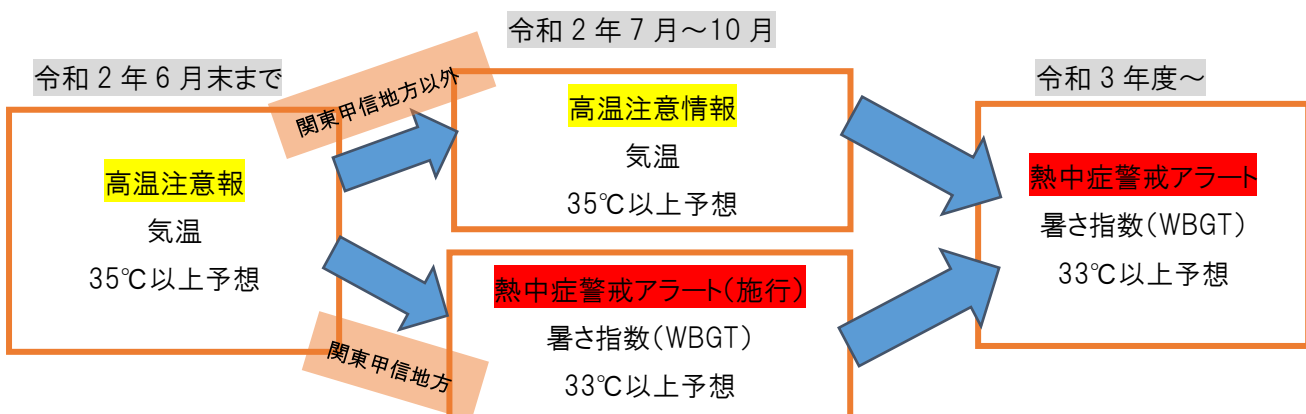 令和 2 年 6 月末まで
高温注意報
気温
35℃以上予想
関東甲信地方以外
関東甲信地方
令和 2 年 7 月～10 月
高温注意情報
気温
35℃以上予想
熱中症警戒アラート(施行)
暑さ指数(WBGT)
33℃以上予想
令和 3 年度～
熱中症警戒アラート
暑さ指数(WBGT)
33℃以上予想